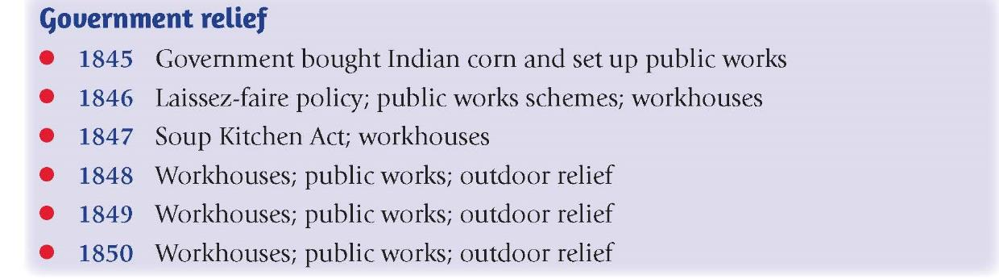 Government relief
● 1845 Government bought Indian corn and set up public works
● 1846 Laissez-faire policy; public works schemes; workhouses
● 1847 Soup Kitchen Act; workhouses
● 1848 Workhouses; public works; outdoor relief
● 1849 Workhouses; public works; outdoor relief
● 1850 Workhouses; public works; outdoor relief